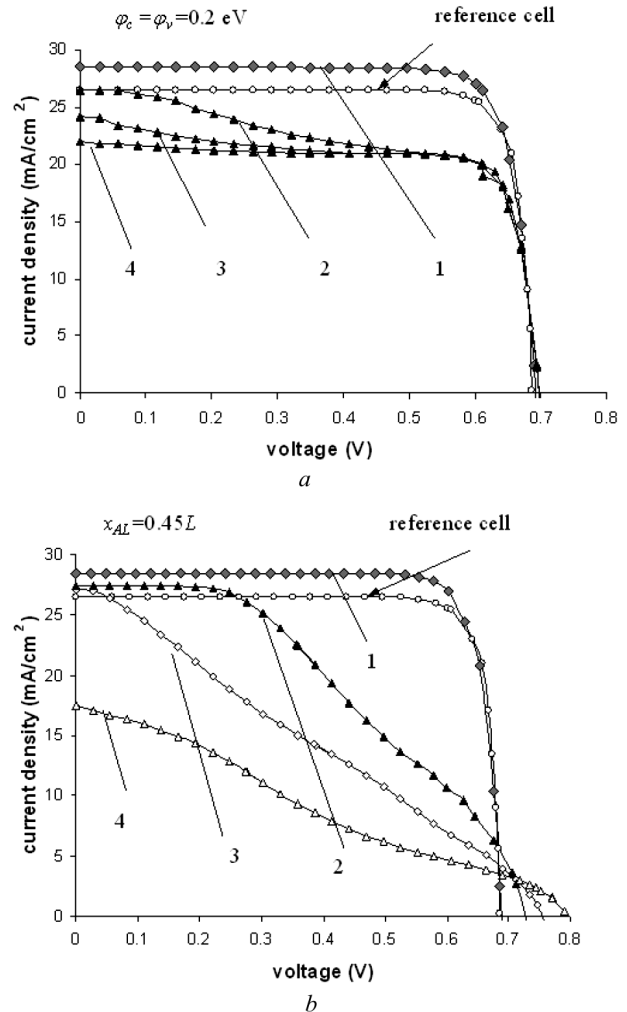 φc = φv=0.2 eV
reference cell
30
25
20
15
10
5
0
4 3 2 1
0 0.1 0.2 0.3 0.4 0.5 0.6 0.7 0.8
current density (mA/cm²)
voltage (V)
a
xAL=0.45L
reference cell
30
25
20
15
10
5
0
1
4
3
2
0 0.1 0.2 0.3 0.4 0.5 0.6 0.7 0.8
current density (mA/cm²)
voltage (V)
b